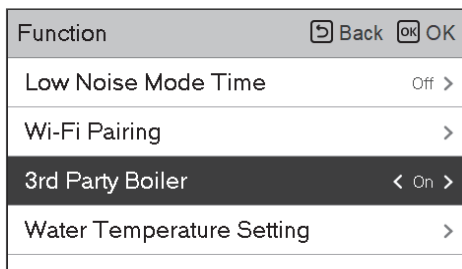 Function Back OK OK
Low Noise Mode Time Off >
Wi-Fi Pairing >
3rd Party Boiler < On >
Water Temperature Setting >